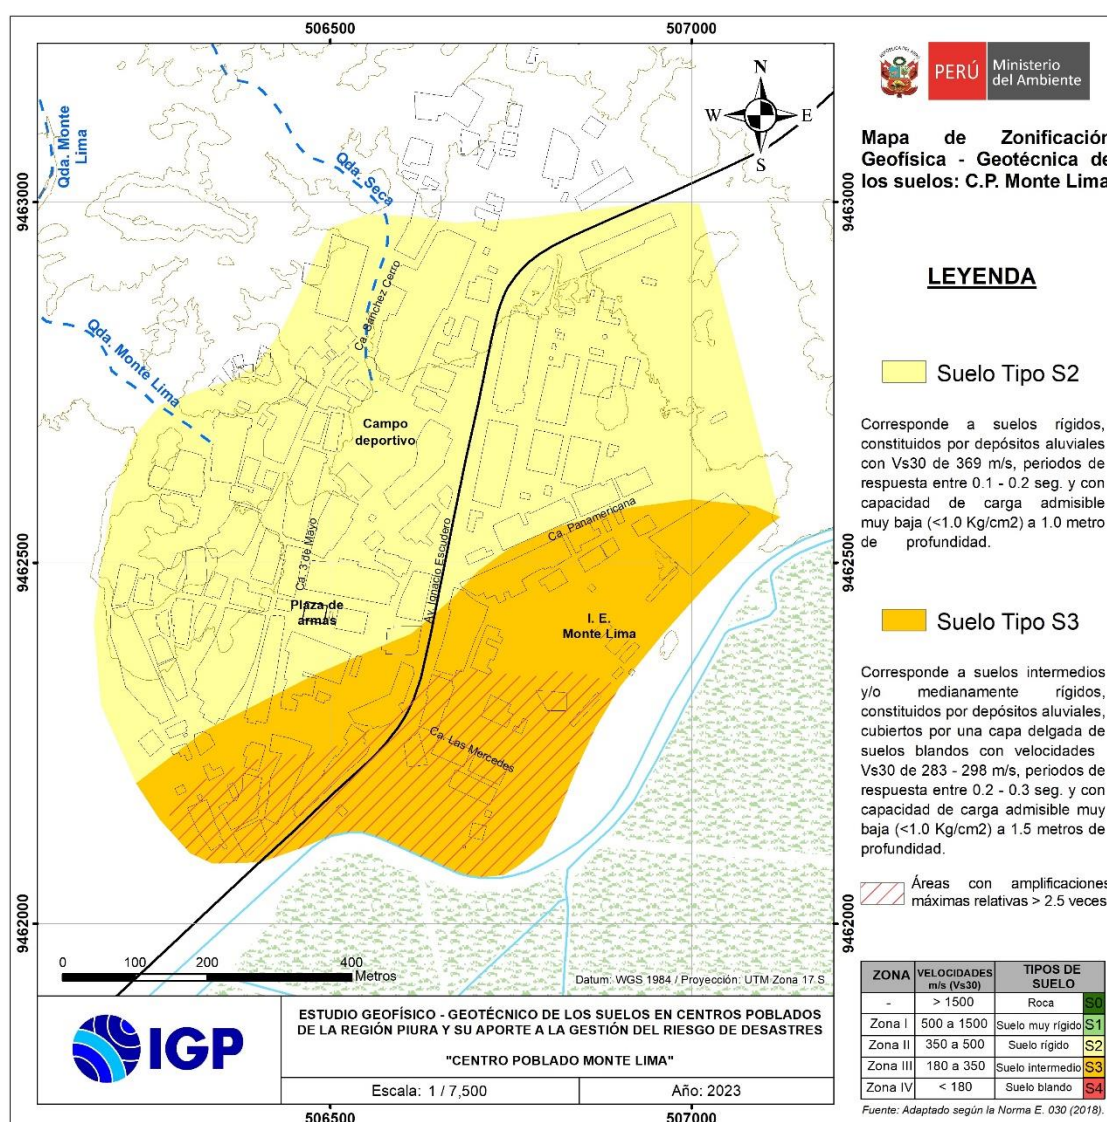 506500
507000
N
W
E
S
Qda. Monte
Lima
Qda. Seca
9463000
9463000
Ca. Sánchez Cerro
Qda. Monte Lima
Campo
deportivo
Ca. Panamericana
Av. Ignacio Escudero
Ca. 3 de Mayo
9462500
9462500
Plaza de
armas
I. E.
Monte Lima
Ca. Las Mercedes
9462000
9462000
0
100
200
400
Metros
Datum: WGS 1984 / Proyección: UTM Zona 17 S
506500
507000
PERÚ
Ministerio
del Ambiente
Mapa de Zonificación
Geofísica - Geotécnica de
los suelos: C.P. Monte Lima
LEYENDA
Suelo Tipo S2
Corresponde a suelos rígidos,
constituidos por depósitos aluviales
con Vs30 de 369 m/s, periodos de
respuesta entre 0.1 - 0.2 seg. y con
capacidad de carga admisible
muy baja (<1.0 Kg/cm2) a 1.0 metro
de profundidad.
Suelo Tipo S3
Corresponde a suelos intermedios
y/o medianamente rígidos,
constituidos por depósitos aluviales,
cubiertos por una capa delgada de
suelos blandos con velocidades
Vs30 de 283 - 298 m/s, periodos de
respuesta entre 0.2 - 0.3 seg. y con
capacidad de carga admisible muy
baja (<1.0 Kg/cm2) a 1.5 metros de
profundidad.
Áreas con amplificaciones
máximas relativas > 2.5 veces
ZONA VELOCIDADES m/s (Vs30) TIPOS DE SUELO
- > 1500 Roca S0
Zona I 500 a 1500 Suelo muy rígido S1
Zona II 350 a 500 Suelo rígido S2
Zona III 180 a 350 Suelo intermedio S3
Zona IV < 180 Suelo blando S4
Fuente: Adaptado según la Norma E. 030 (2018).
IGP
ESTUDIO GEOFÍSICO - GEOTÉCNICO DE LOS SUELOS EN CENTROS POBLADOS
DE LA REGIÓN PIURA Y SU APORTE A LA GESTIÓN DEL RIESGO DE DESASTRES
"CENTRO POBLADO MONTE LIMA"
Escala: 1 / 7,500
Año: 2023